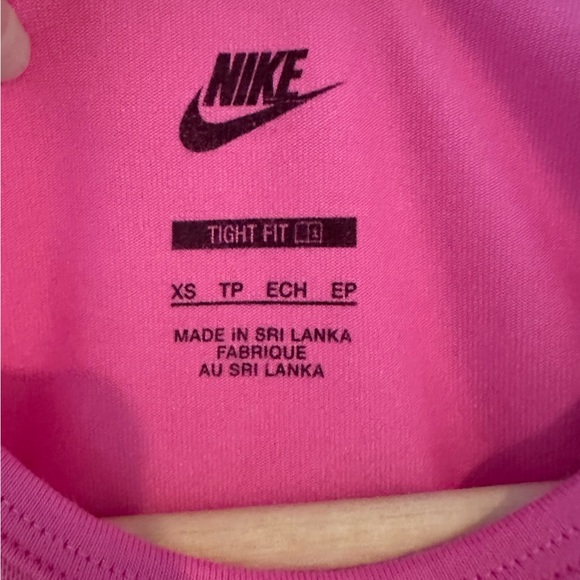 NIKE
TIGHT FIT
XS TP ECH EP
MADE IN SRI LANKA
FABRIQUE
AU SRI LANKA